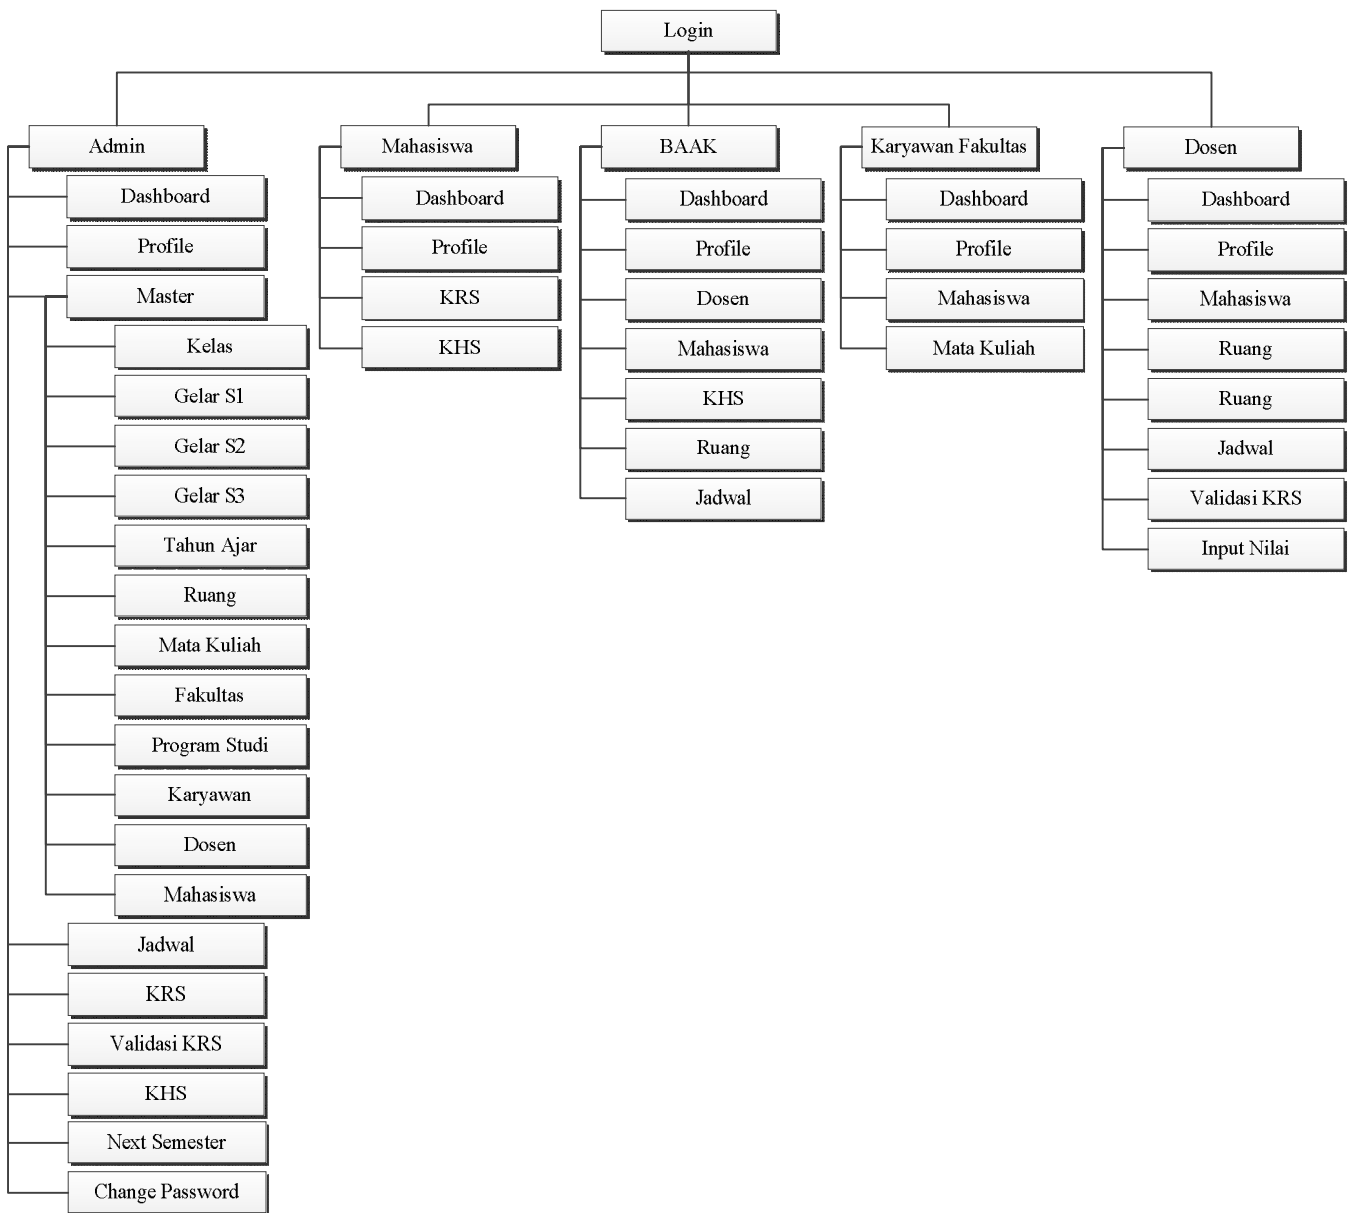 Login
Admin
Dashboard
Profile
Master
Kelas
Gelar S1
Gelar S2
Gelar S3
Tahun Ajar
Ruang
Mata Kuliah
Fakultas
Program Studi
Karyawan
Dosen
Mahasiswa
Jadwal
KRS
Validasi KRS
KHS
Next Semester
Change Password
Mahasiswa
Dashboard
Profile
KRS
KHS
BAAK
Dashboard
Profile
Dosen
Mahasiswa
KHS
Ruang
Jadwal
Karyawan Fakultas
Dashboard
Profile
Mahasiswa
Mata Kuliah
Dosen
Dashboard
Profile
Mahasiswa
Ruang
Ruang
Jadwal
Validasi KRS
Input Nilai